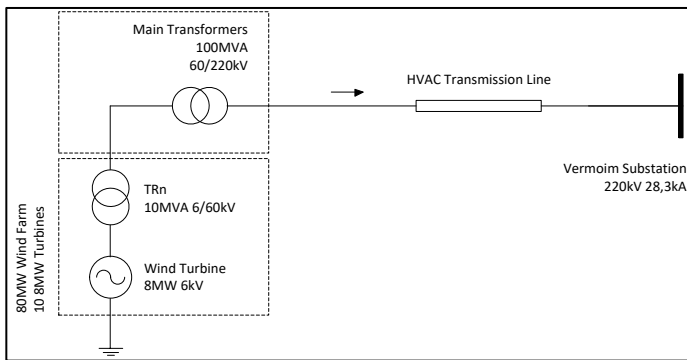 Main Transformers
100MVA
60/220kV
HVAC Transmission Line
Vermoim Substation
220kV 28,3kA
TRn
10MVA 6/60kV
Wind Turbine
8MW 6kV
80MW Wind Farm
10 8MW Turbines